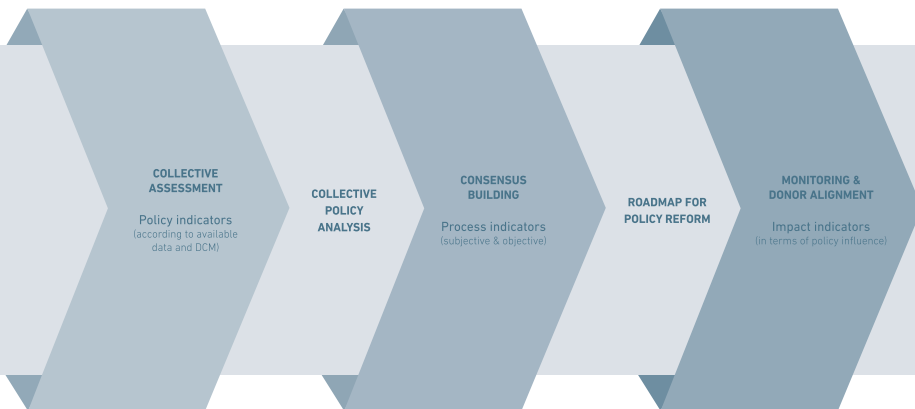 COLLECTIVE
ASSESSMENT
Policy indicators
(according to available
data and DCM)
COLLECTIVE
POLICY
ANALYSIS
CONSENSUS
BUILDING
Process indicators
(subjective & objective)
ROADMAP FOR
POLICY REFORM
MONITORING &
DONOR ALIGNMENT
Impact indicators
(in terms of policy influence)